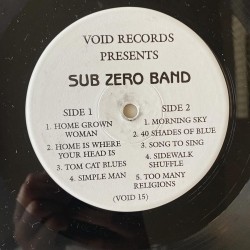 VOID RECORDS
PRESENTS
SUB ZERO BAND
SIDE 1
1. HOME GROWN
WOMAN
2. HOME IS WHERE
YOUR HEAD IS
3. TOM CAT BLUES
4. SIMPLE MAN
SIDE 2
1. MORNING SKY
2. 40 SHADES OF BLUE
3. SONG TO SING
4. SIDEWALK
SHUFFLE
5. TOO MANY
RELIGIONS
(VOID 15)